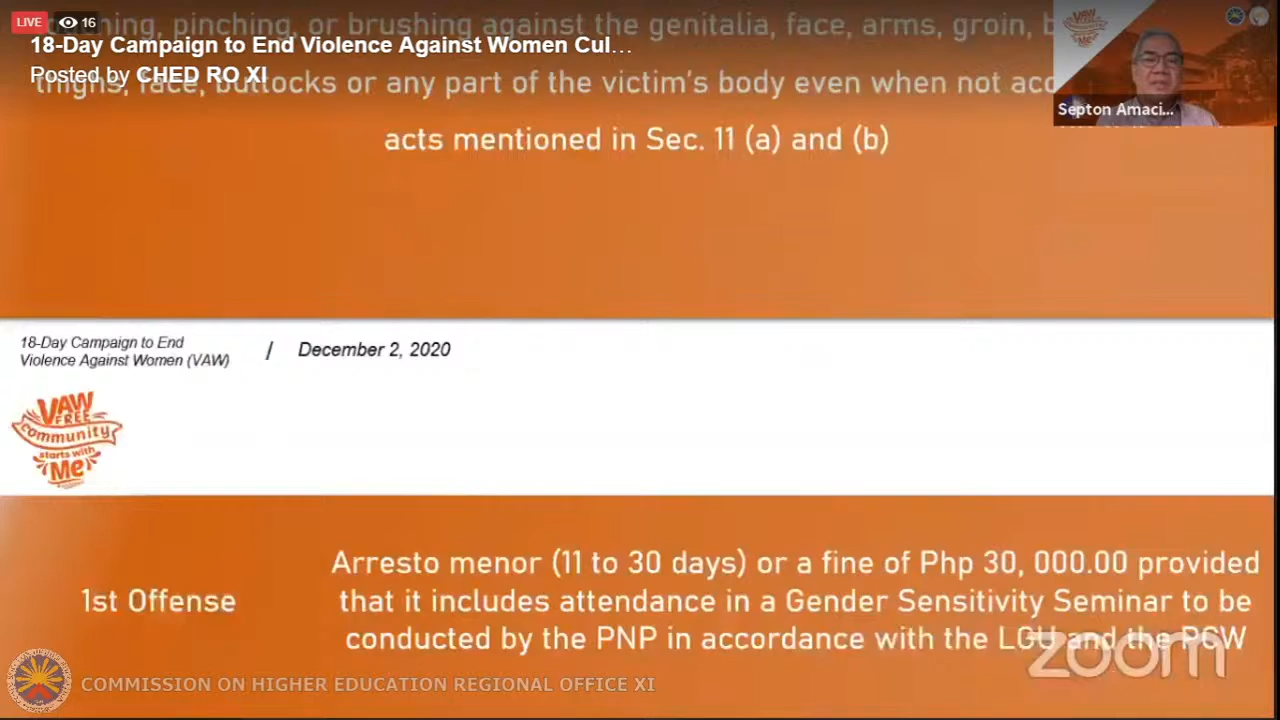 LIVE 16
pinching, or brushing against the genitalia, face, arms, groin,
18-Day Campaign to End Violence Against Women Cul...
Posted by CHED RO XI
thighs, face, buttocks or any part of the victim's body even when not
Septon Amaci...
acts mentioned in Sec. 11 (a) and (b)
18-Day Campaign to End
Violence Against Women (VAW)
/ December 2, 2020
VAW
FREE
community
starts with
Me
1st Offense
Arresto menor (11 to 30 days) or a fine of Php 30, 000.00 provided
that it includes attendance in a Gender Sensitivity Seminar to be
conducted by the PNP in accordance with the LGU and the PCW
zoom
COMMISSION ON HIGHER EDUCATION REGIONAL OFFICE XI